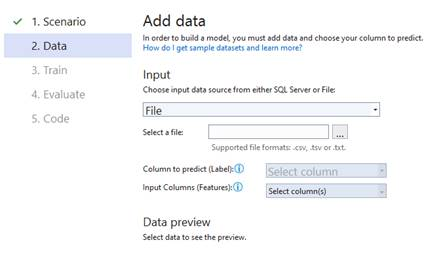 1. Scenario
2. Data
3. Train
4. Evaluate
5. Code
Add data
In order to build a model, you must add data and choose your column to predict.
How do I get sample datasets and learn more?
Input
Choose input data source from either SQL Server or File:
File
Select a file:
...
Supported file formats: .csv, .tsv or .txt.
Column to predict (Label):
Select column
Input Columns (Features):
Select column(s)
Data preview
Select data to see the preview.